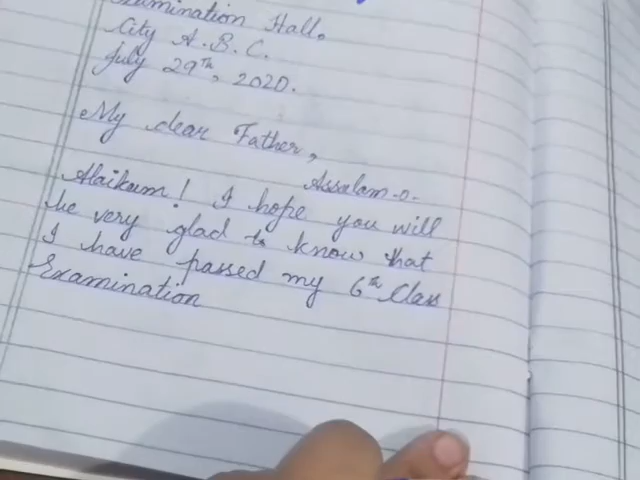 Examination Hall.
City A.B.C.
July 29th, 2020.
My dear Father,
Assalam-o-
Alaikum! I hope you will
be very glad to know that
I have passed my 6th Class
Examination